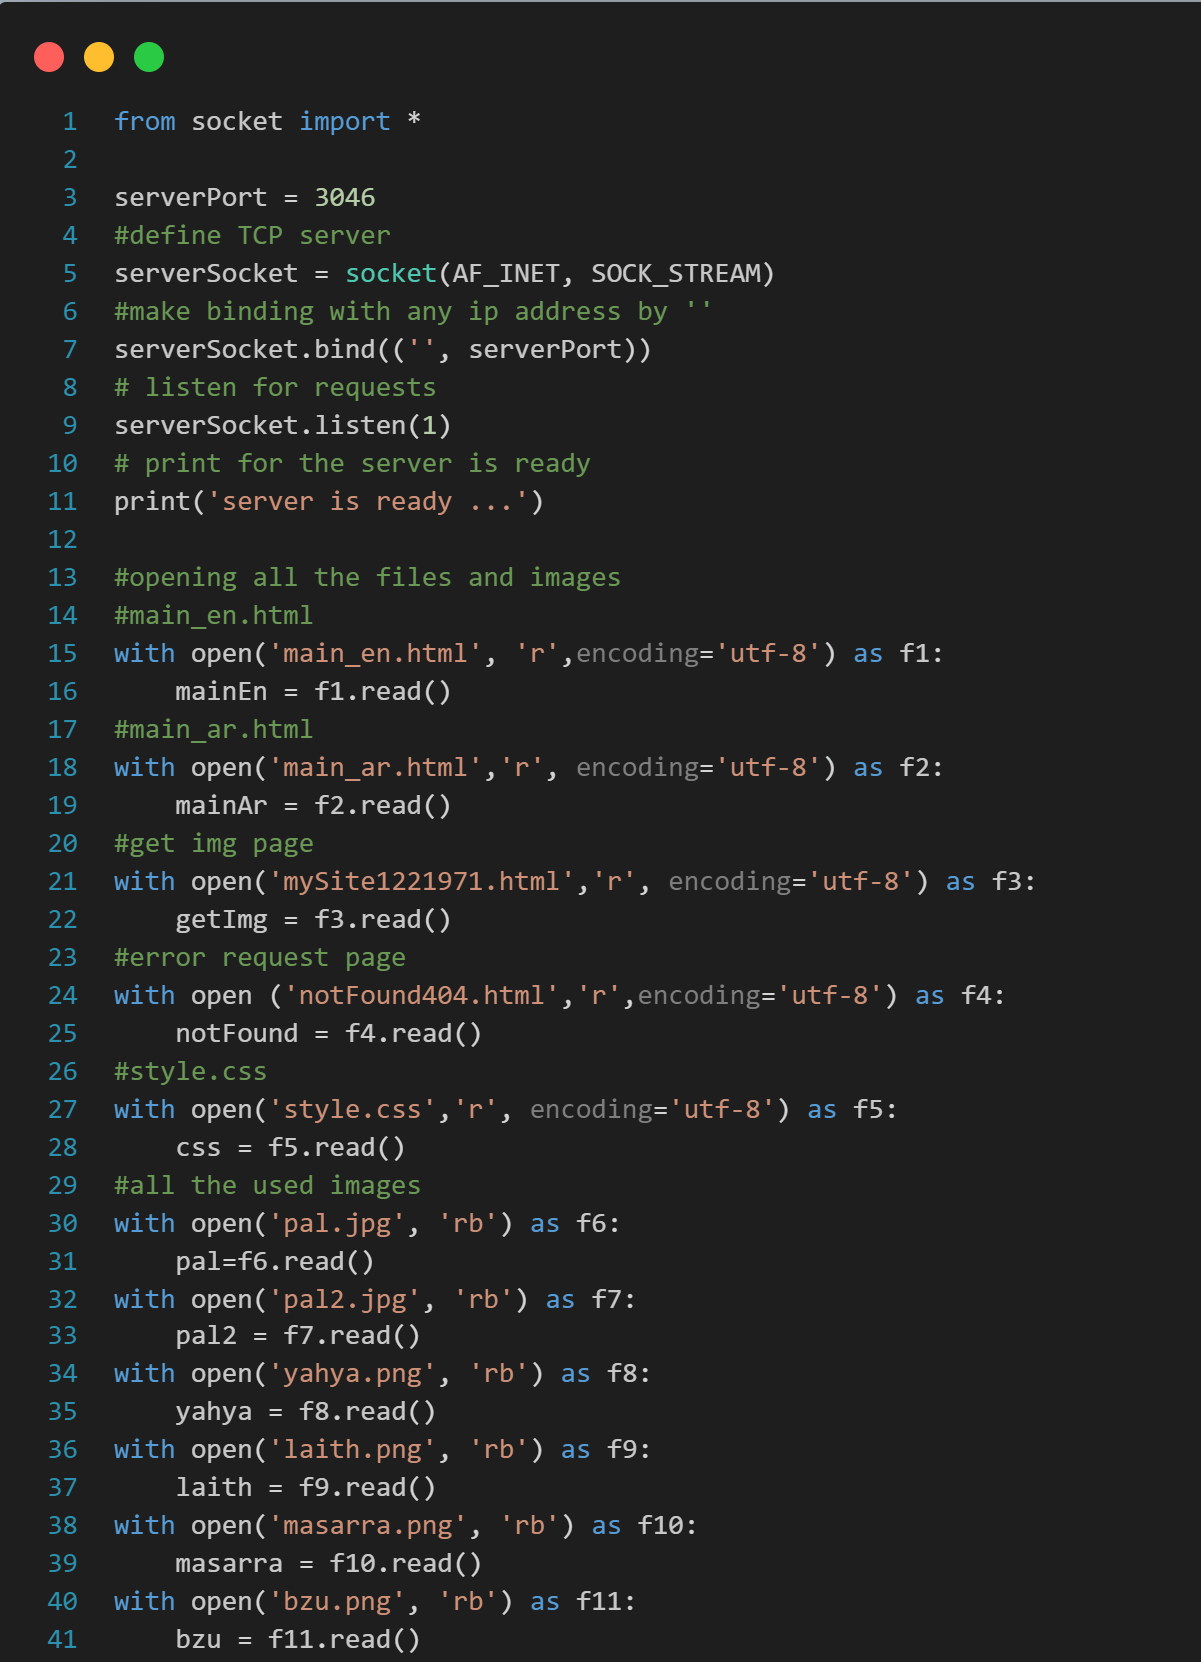 1 from socket import *
2
3 serverPort = 3046
4 #define TCP server
5 serverSocket = socket(AF_INET, SOCK_STREAM)
6 #make binding with any ip address by ''
7 serverSocket.bind(('', serverPort))
8 # listen for requests
9 serverSocket.listen(1)
10 # print for the server is ready
11 print('server is ready ...')
12
13 #opening all the files and images
14 #main_en.html
15 with open('main_en.html', 'r',encoding='utf-8') as f1:
16     mainEn = f1.read()
17 #main_ar.html
18 with open('main_ar.html','r', encoding='utf-8') as f2:
19     mainAr = f2.read()
20 #get img page
21 with open('mySite1221971.html','r', encoding='utf-8') as f3:
22     getImg = f3.read()
23 #error request page
24 with open ('notFound404.html','r',encoding='utf-8') as f4:
25     notFound = f4.read()
26 #style.css
27 with open('style.css','r', encoding='utf-8') as f5:
28     css = f5.read()
29 #all the used images
30 with open('pal.jpg', 'rb') as f6:
31     pal=f6.read()
32 with open('pal2.jpg', 'rb') as f7:
33     pal2 = f7.read()
34 with open('yahya.png', 'rb') as f8:
35     yahya = f8.read()
36 with open('laith.png', 'rb') as f9:
37     laith = f9.read()
38 with open('masarra.png', 'rb') as f10:
39     masarra = f10.read()
40 with open('bzu.png', 'rb') as f11:
41     bzu = f11.read()